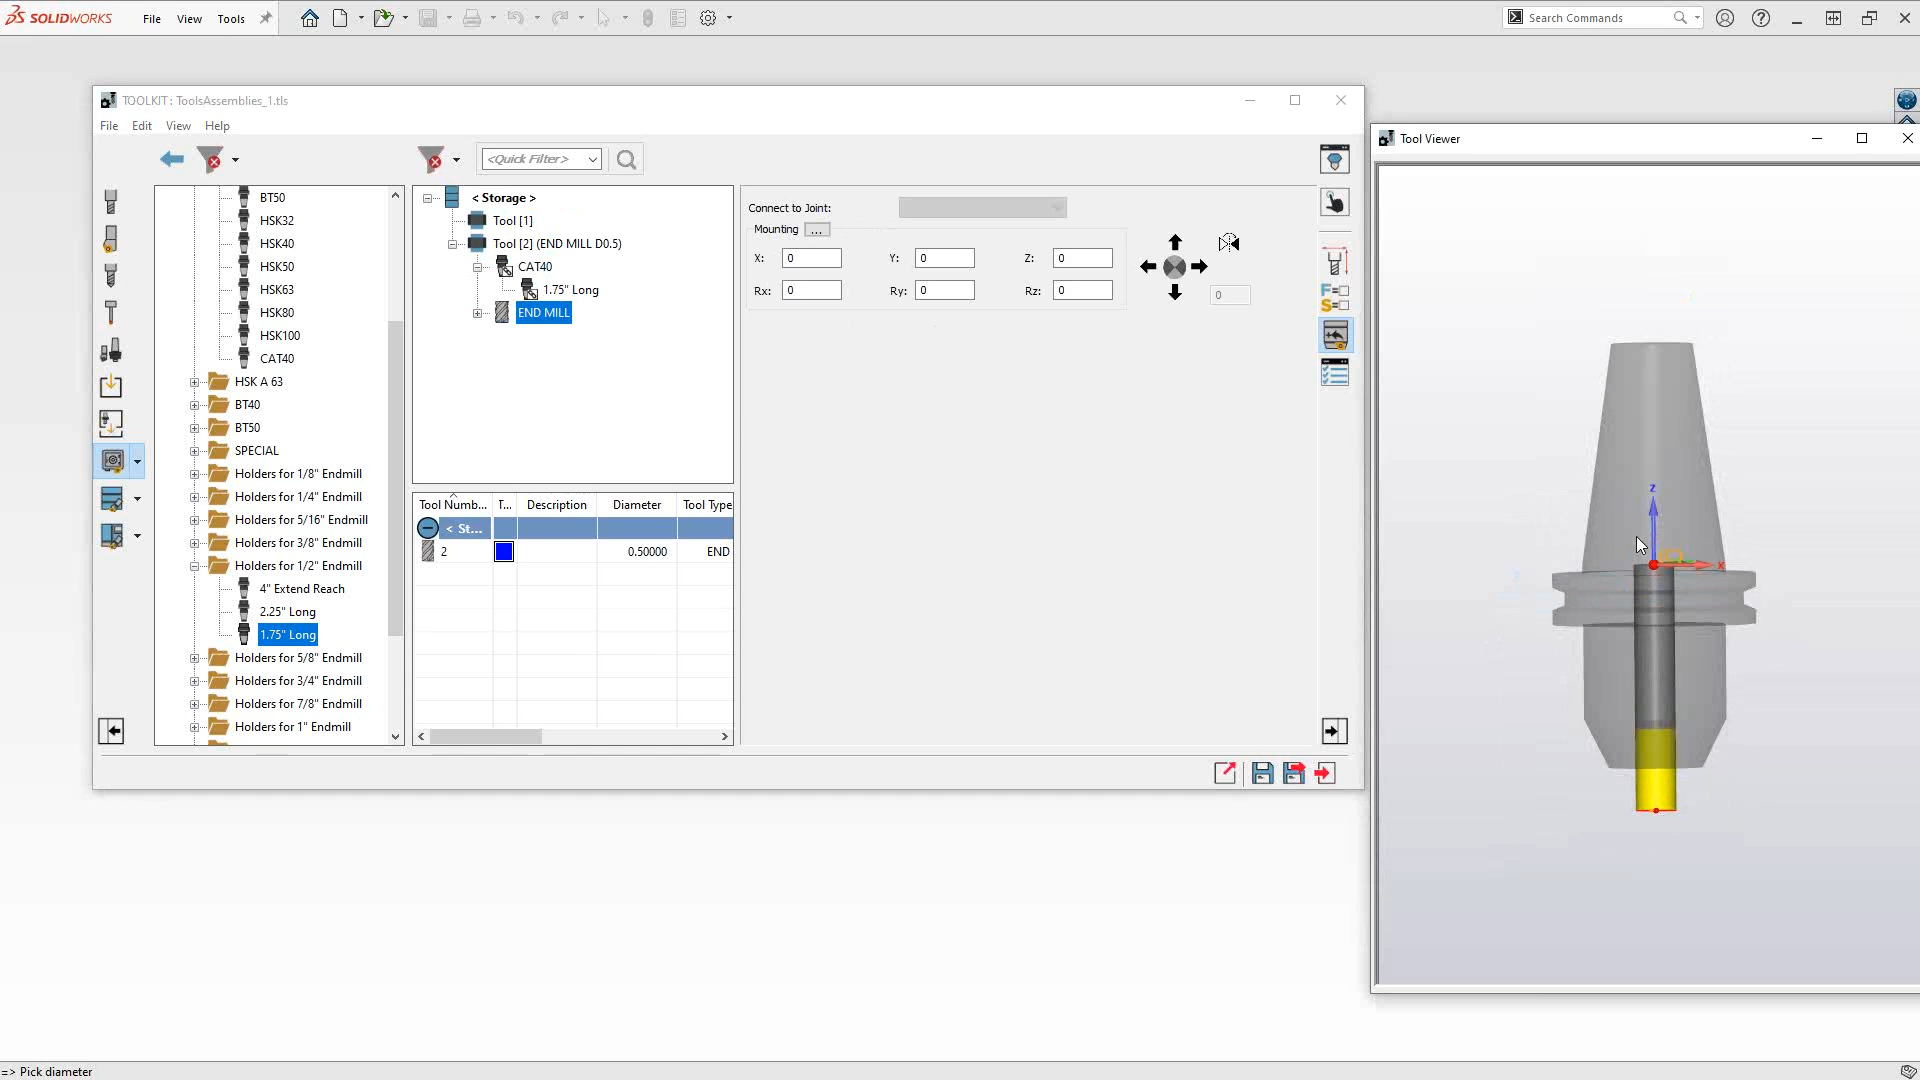 SOLIDWORKS File View Tools Search Commands
TOOLKIT : ToolsAssemblies_1.tls
File Edit View Help
<Quick Filter>
BT50
HSK32
HSK40
HSK50
HSK63
HSK80
HSK100
CAT40
HSK A 63
BT40
BT50
SPECIAL
Holders for 1/8" Endmill
Holders for 1/4" Endmill
Holders for 5/16" Endmill
Holders for 3/8" Endmill
Holders for 1/2" Endmill
4" Extend Reach
2.25" Long
1.75" Long
Holders for 5/8" Endmill
Holders for 3/4" Endmill
Holders for 7/8" Endmill
Holders for 1" Endmill
< Storage >
Tool [1]
Tool [2] (END MILL D0.5)
CAT40
1.75" Long
END MILL
Tool Numb... T... Description Diameter Tool Type
< St...
2 0.50000 END
Connect to Joint:
Mounting ...
X: 0 Y: 0 Z: 0
Rx: 0 Ry: 0 Rz: 0
0
F=
S=
Tool Viewer
Z
X
=> Pick diameter